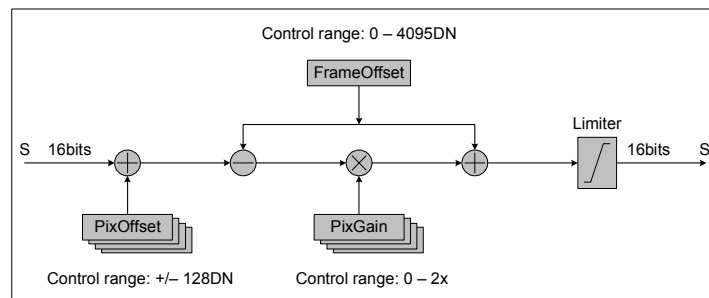 Control range: 0 – 4095DN
FrameOffset
Limiter
S
16bits
16bits
S
PixOffset
PixGain
Control range: +/– 128DN
Control range: 0 – 2x